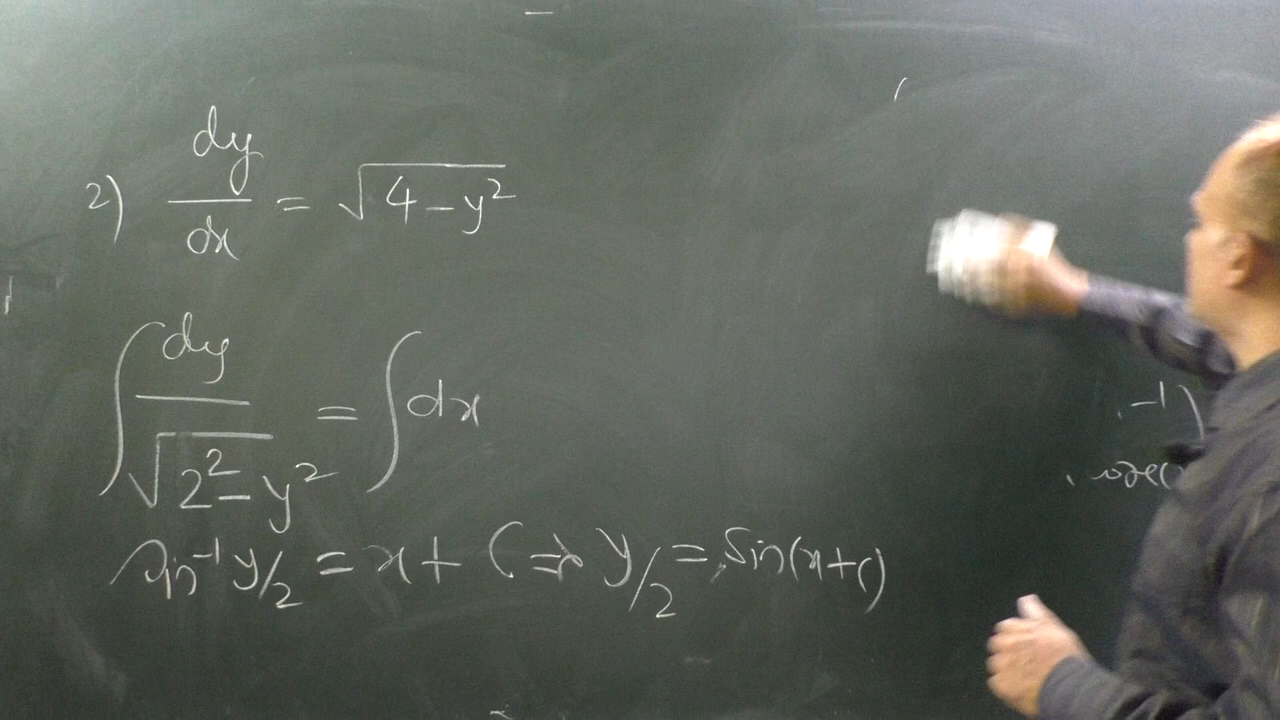 2) dy/dx = √(4-y²)
∫ dy/√(2²-y²) = ∫dx
sin⁻¹ y/2 = x + C ⇒ y/2 = Sin(x+c)